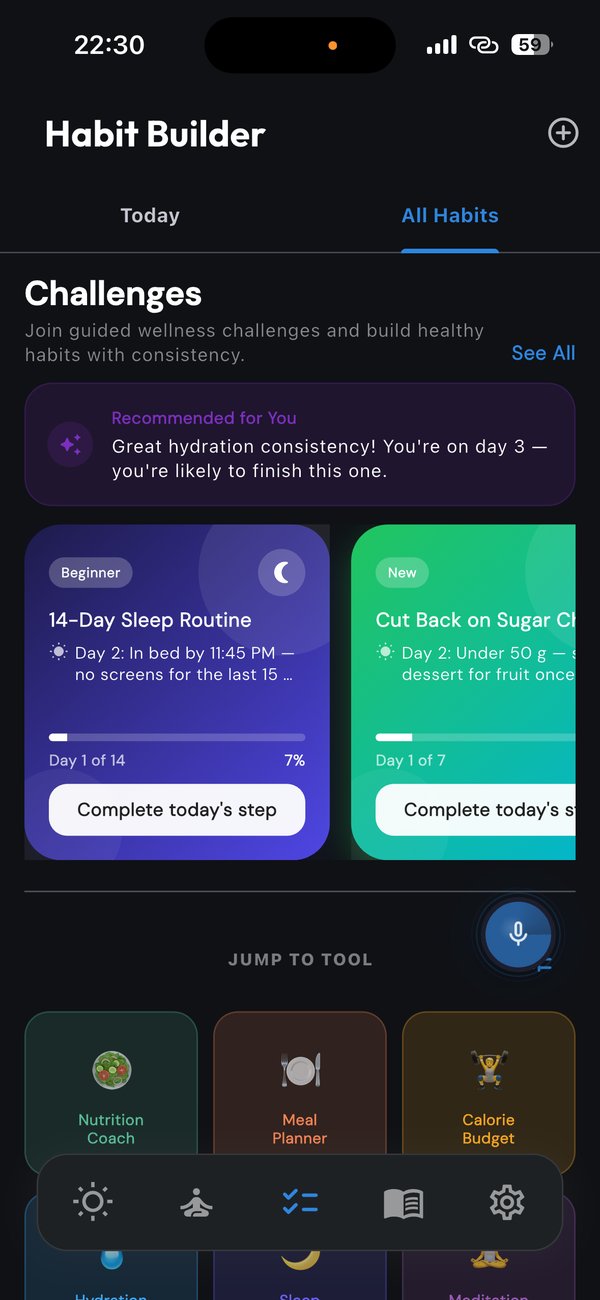 22:30
59
Habit Builder
Today
All Habits
Challenges
Join guided wellness challenges and build healthy
habits with consistency.
See All
Recommended for You
Great hydration consistency! You're on day 3 —
you're likely to finish this one.
Beginner
14-Day Sleep Routine
Day 2: In bed by 11:45 PM —
no screens for the last 15 ...
Day 1 of 14
7%
Complete today's step
New
Cut Back on Sugar
Day 2: Under 50 g —
dessert for fruit once
Day 1 of 7
Complete today's
JUMP TO TOOL
Nutrition
Coach
Meal
Planner
Calorie
Budget
Hydration
Sleep
Meditation